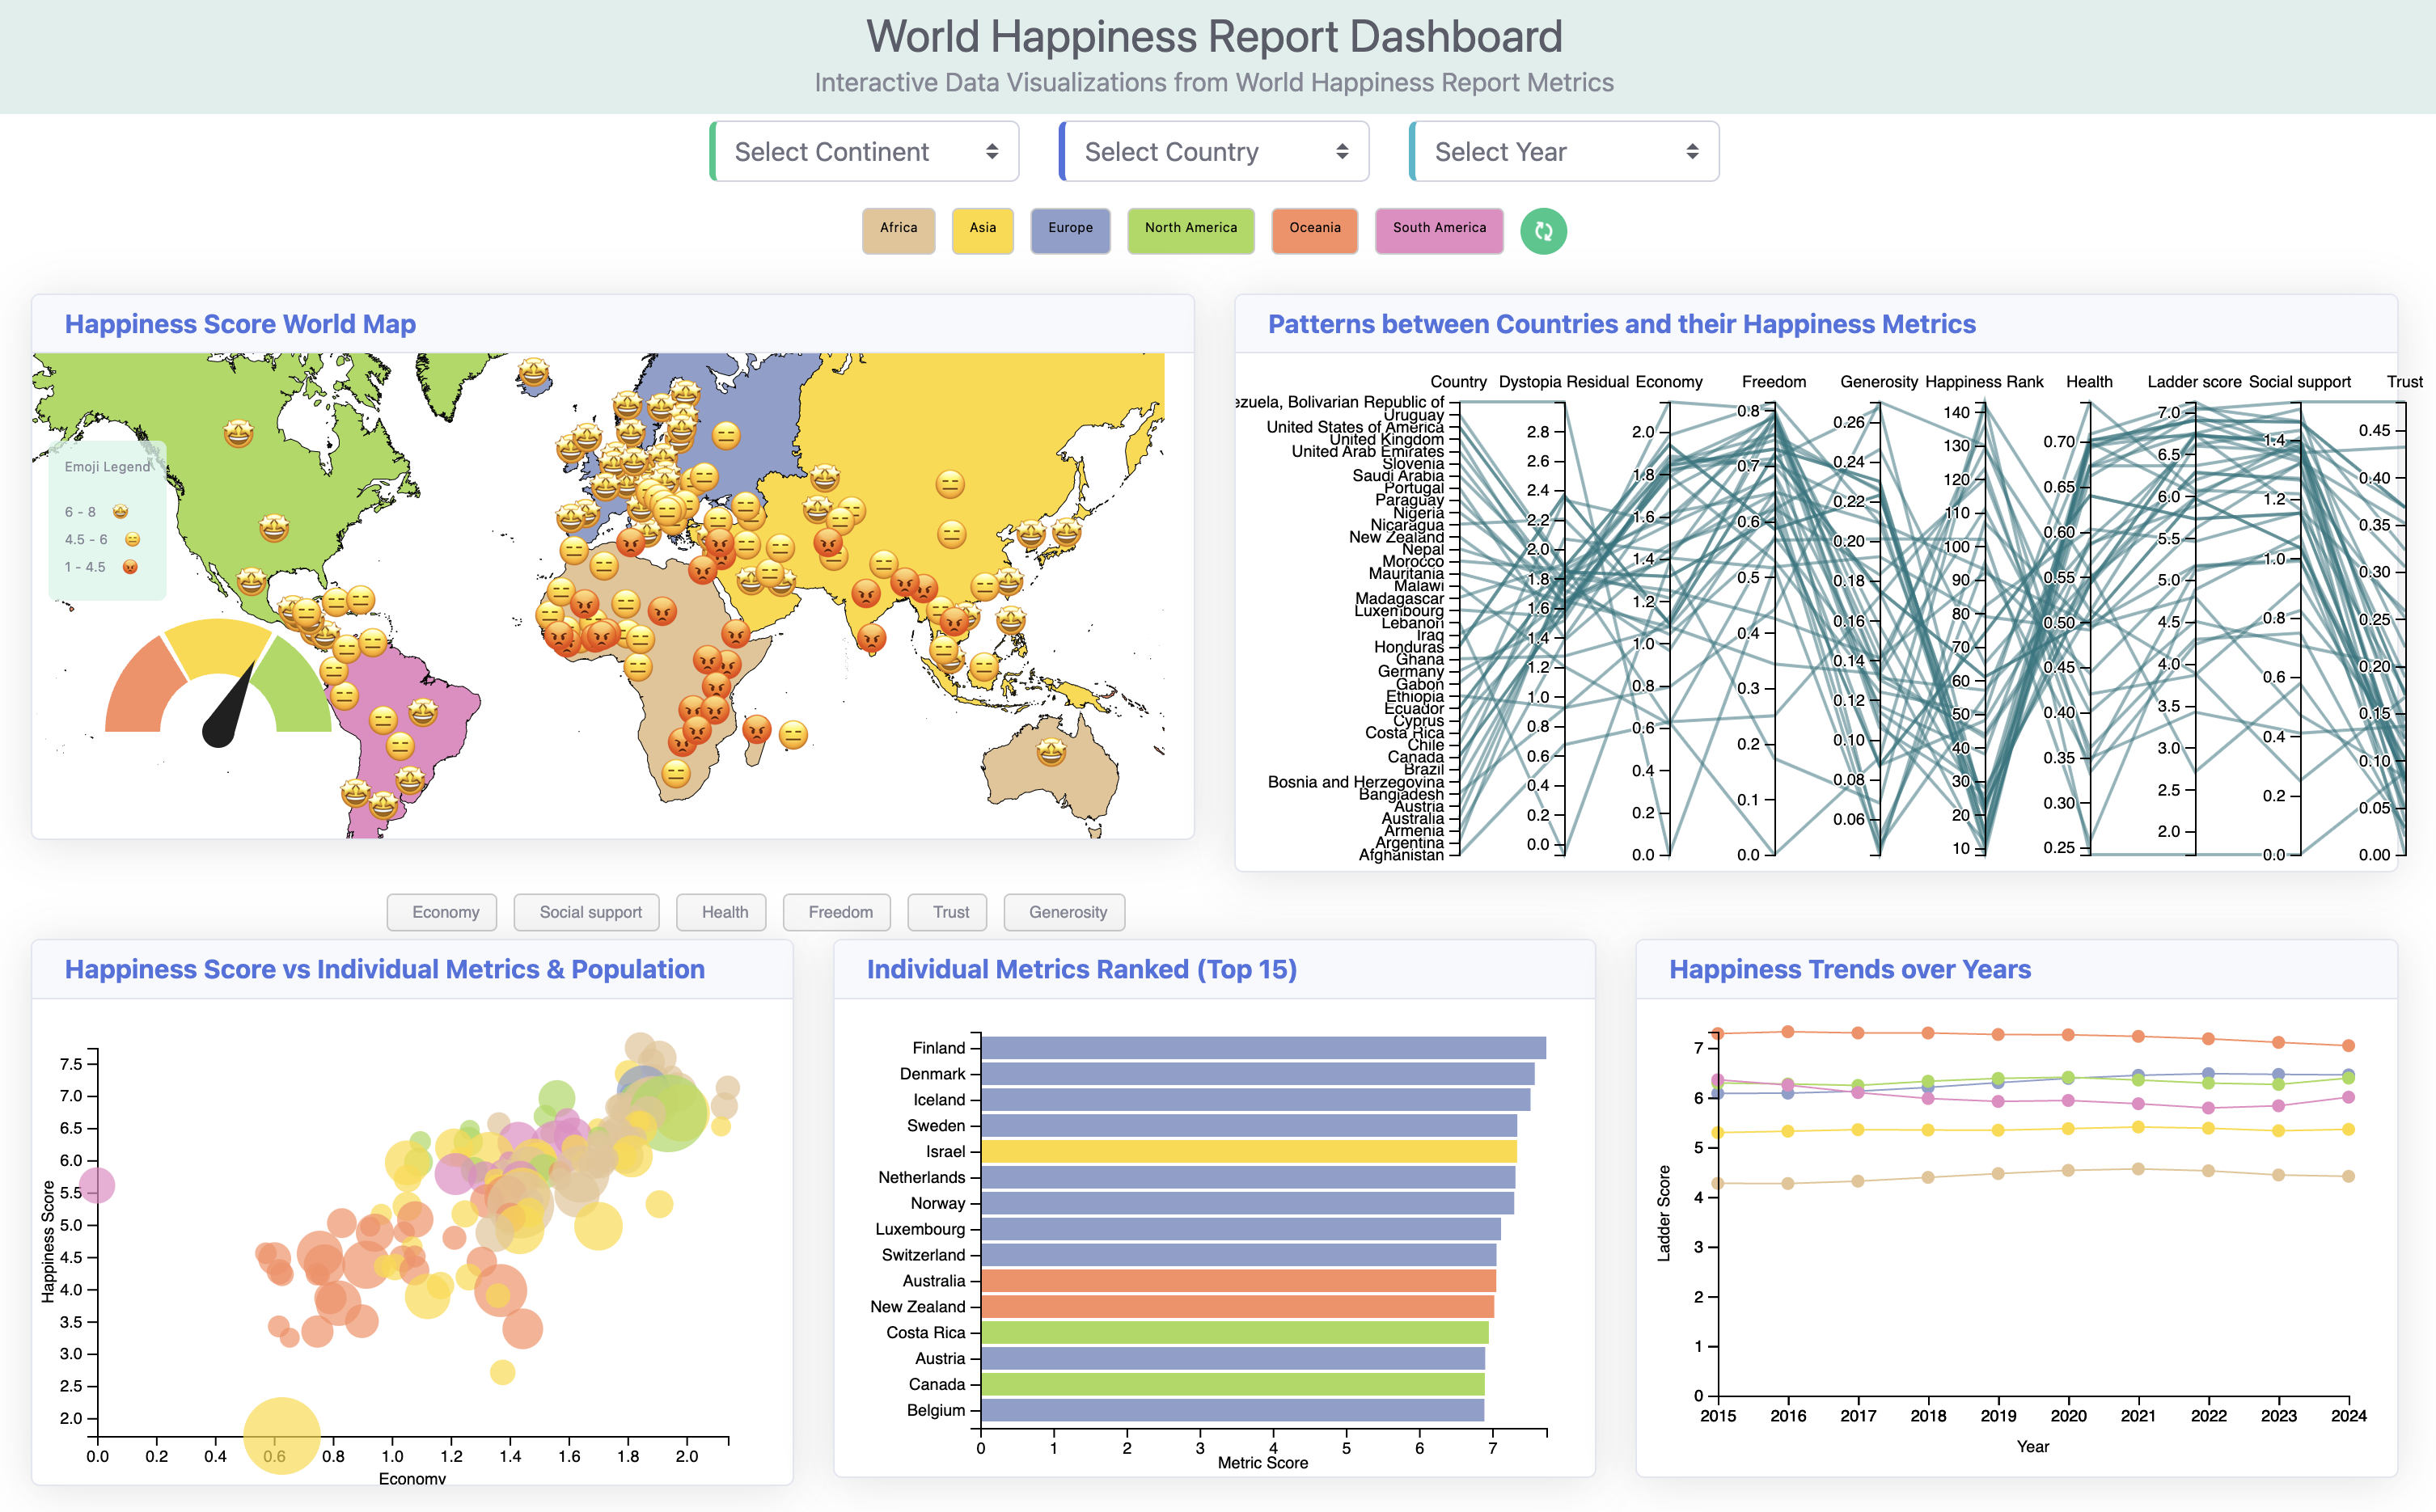 World Happiness Report Dashboard
Interactive Data Visualizations from World Happiness Report Metrics
Select Continent
Select Country
Select Year
Africa
Asia
Europe
North America
Oceania
South America
Happiness Score World Map
Emoji Legend
6 - 8
4.5 - 6
1 - 4.5
Patterns between Countries and their Happiness Metrics
Country Dystopia Residual Economy Freedom Generosity Happiness Rank Health Ladder score Social support Trust
ezuela, Bolivarian Republic of
Uruguay
United States of America
United Kingdom
United Arab Emirates
Slovenia
Saudi Arabia
Portugal
Paraguay
Nigeria
Nicaragua
New Zealand
Nepal
Morocco
Mauritania
Malawi
Madagascar
Luxembourg
Lebanon
Iraq
Honduras
Ghana
Germany
Gabon
Ethiopia
Ecuador
Cyprus
Costa Rica
Chile
Canada
Brazil
Bosnia and Herzegovina
Bangladesh
Austria
Australia
Armenia
Argentina
Afghanistan
2.8
2.6
2.4
2.2
2.0
1.8
1.6
1.4
1.2
1.0
0.8
0.6
0.4
0.2
0.0
2.0
1.8
1.6
1.4
1.2
1.0
0.8
0.6
0.4
0.2
0.0
0.8
0.7
0.6
0.5
0.4
0.3
0.2
0.1
0.0
0.26
0.24
0.22
0.20
0.18
0.16
0.14
0.12
0.10
0.08
0.06
140
130
120
110
100
90
80
70
60
50
40
30
20
10
0.70
0.65
0.60
0.55
0.50
0.45
0.40
0.35
0.30
0.25
7.0
6.5
6.0
5.5
5.0
4.5
4.0
3.5
3.0
2.5
2.0
1.4
1.2
1.0
0.8
0.6
0.4
0.2
0.0
0.45
0.40
0.35
0.30
0.25
0.20
0.15
0.10
0.05
0.00
Economy
Social support
Health
Freedom
Trust
Generosity
Happiness Score vs Individual Metrics & Population
Happiness Score
7.5
7.0
6.5
6.0
5.5
5.0
4.5
4.0
3.5
3.0
2.5
2.0
0.0 0.2 0.4 0.6 0.8 1.0 1.2 1.4 1.6 1.8 2.0
Economy
Individual Metrics Ranked (Top 15)
Finland
Denmark
Iceland
Sweden
Israel
Netherlands
Norway
Luxembourg
Switzerland
Australia
New Zealand
Costa Rica
Austria
Canada
Belgium
0 1 2 3 4 5 6 7
Metric Score
Happiness Trends over Years
Ladder Score
7
6
5
4
3
2
1
0
2015 2016 2017 2018 2019 2020 2021 2022 2023 2024
Year